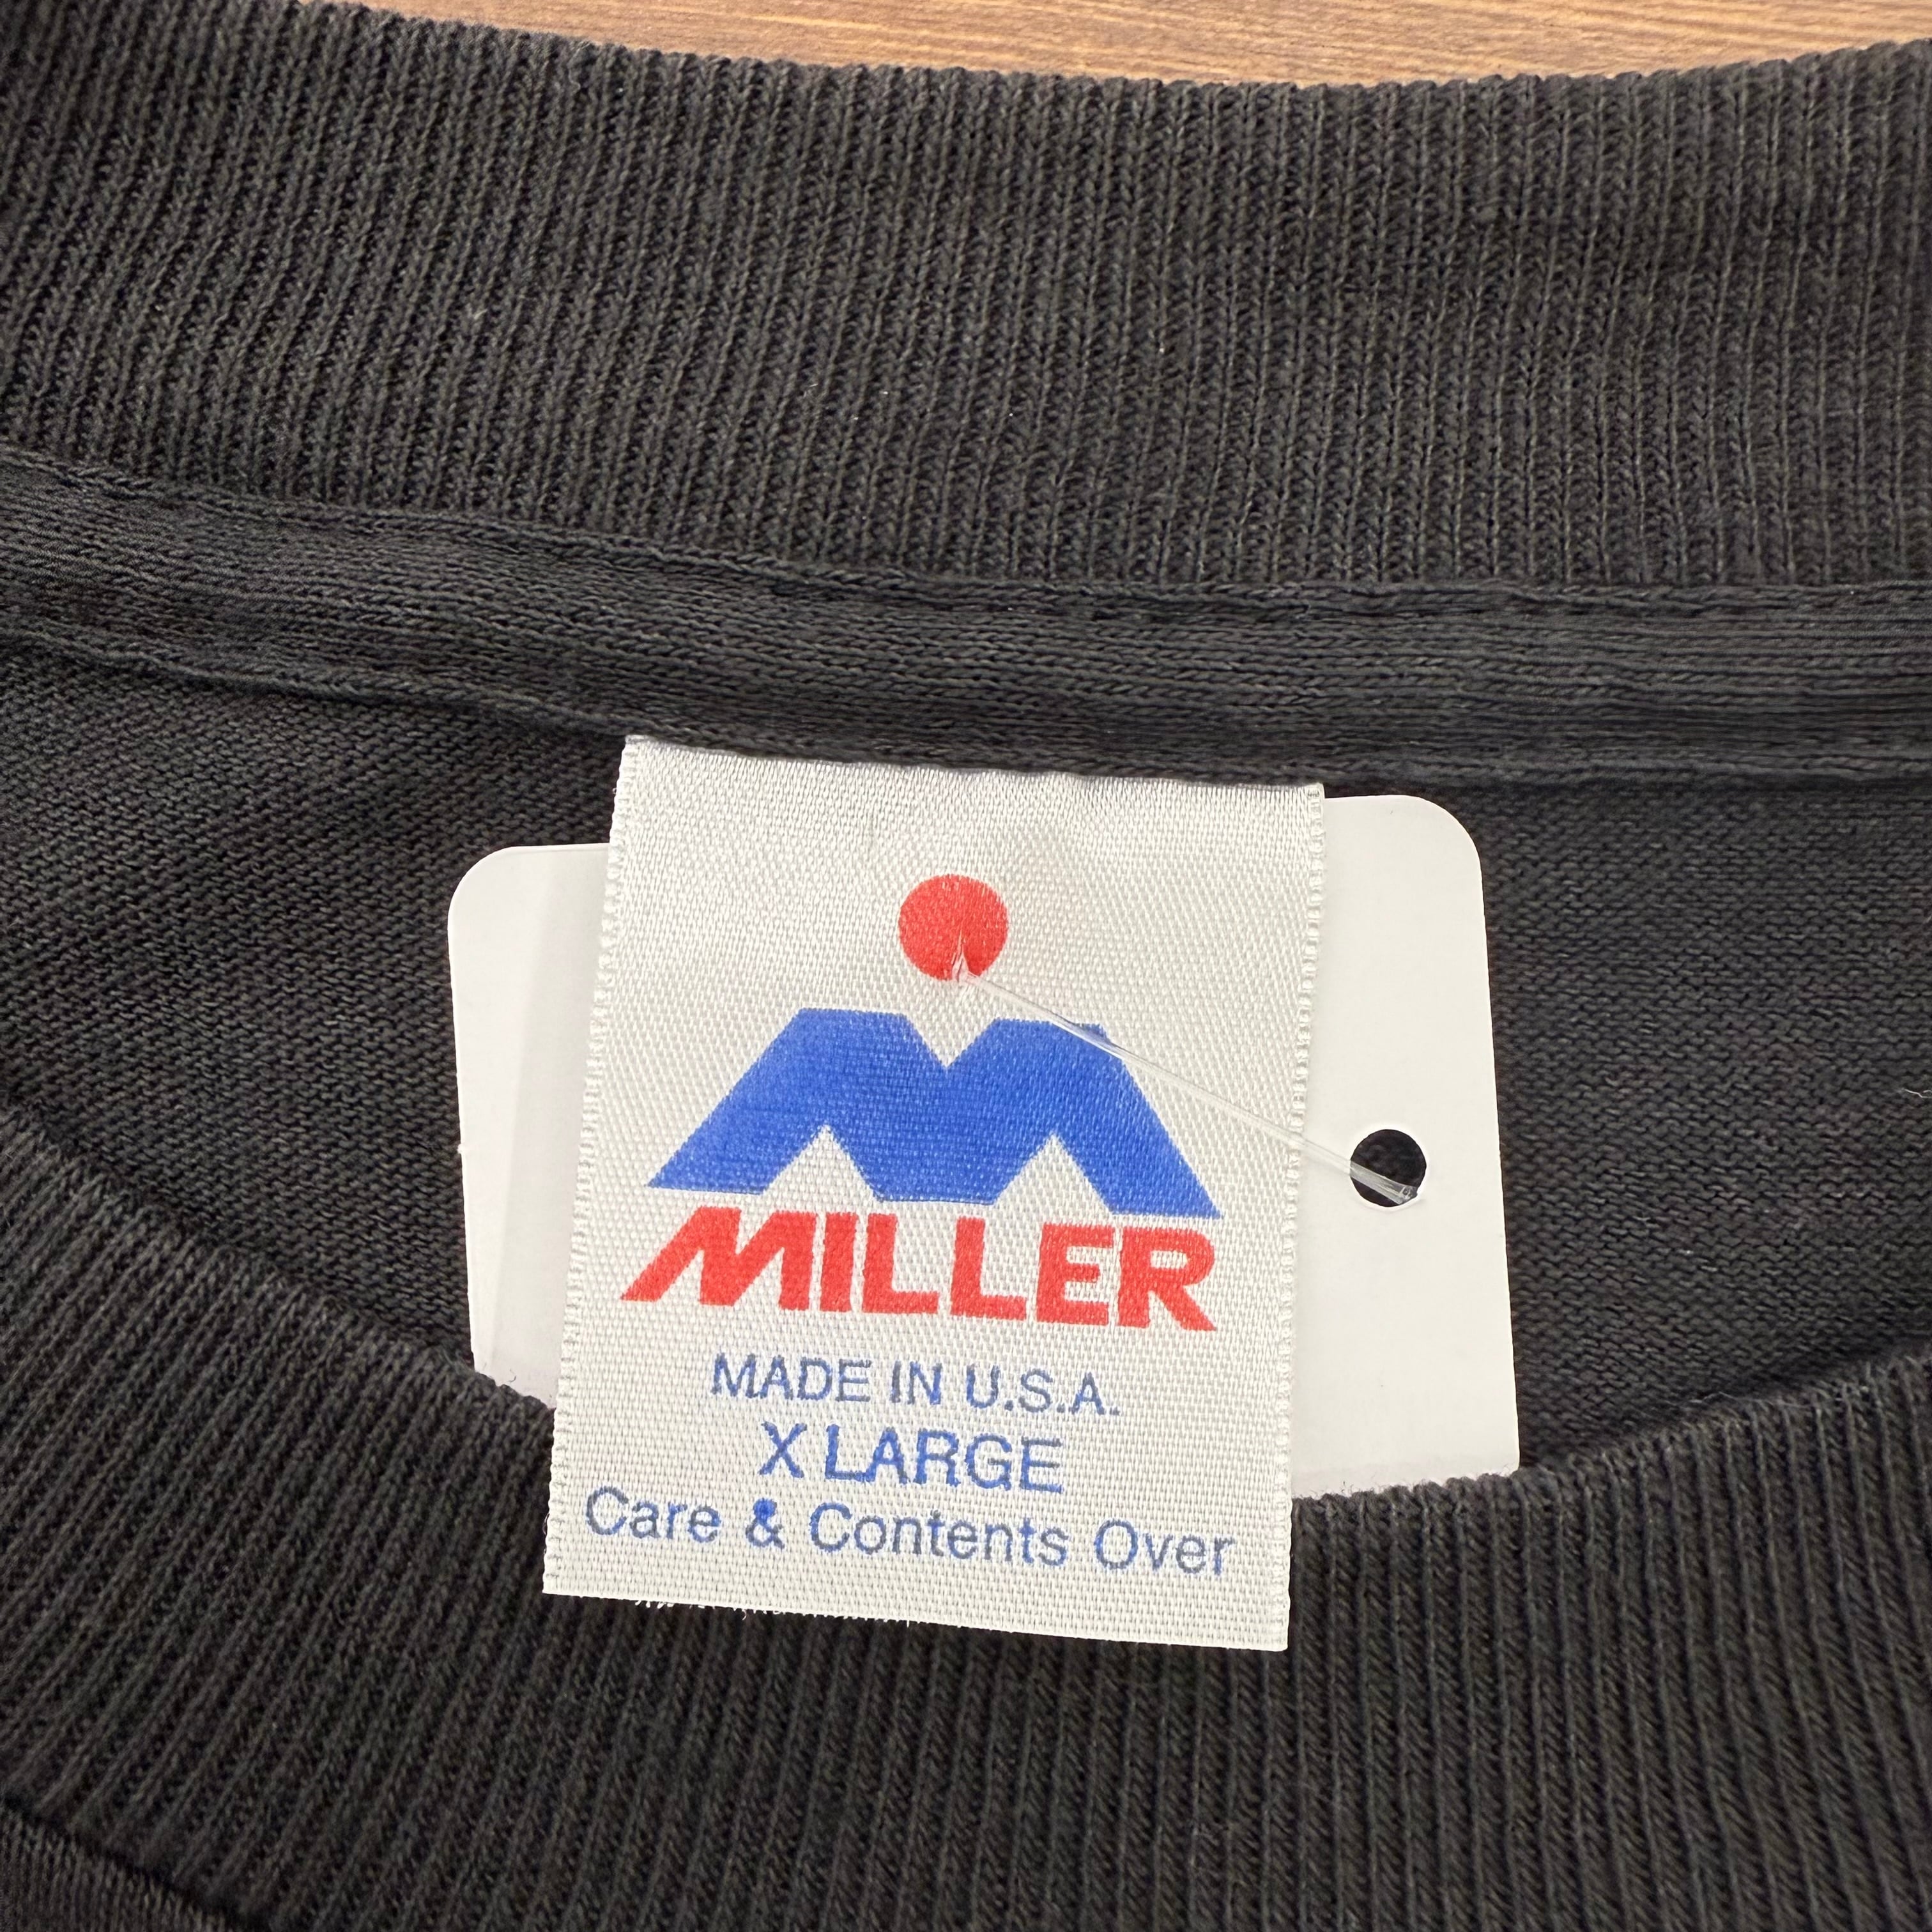 MILLER
MADE IN U.S.A.
X LARGE
Care & Contents Over